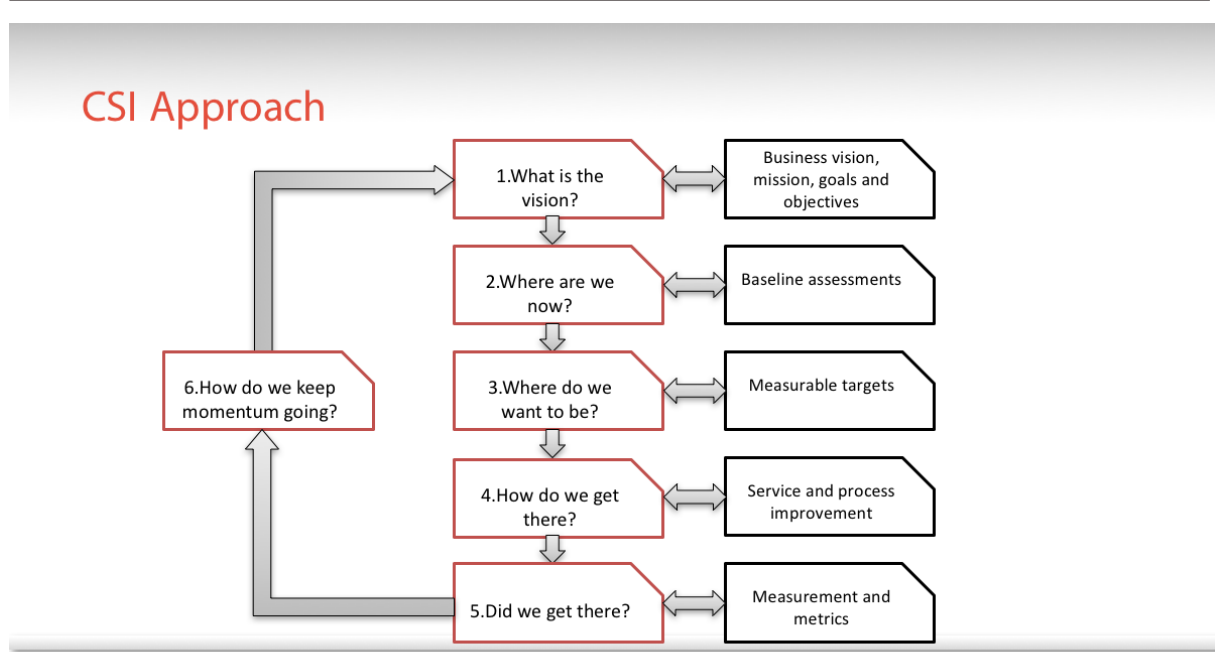 CSI Approach
1.What is the
vision?
Business vision,
mission, goals and
objectives
2.Where are we
now?
Baseline assessments
6.How do we keep
momentum going?
3.Where do we
want to be?
Measurable targets
4.How do we get
there?
Service and process
improvement
5.Did we get there?
Measurement and
metrics